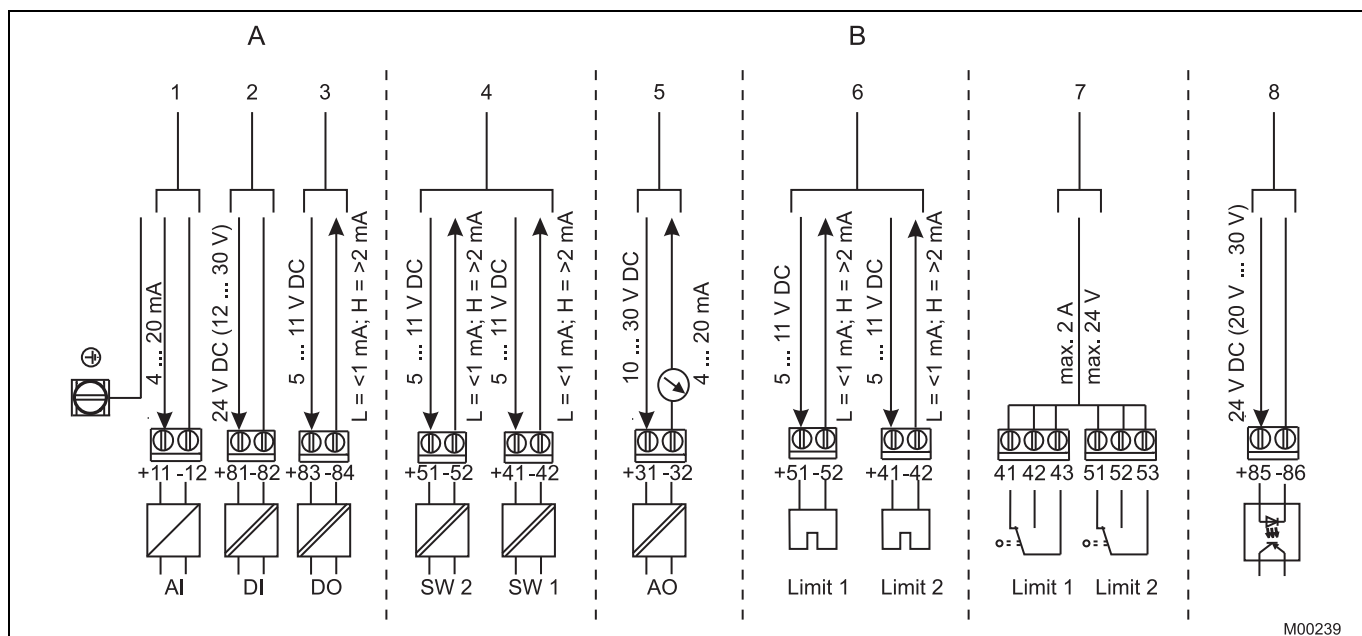 A
B
1
2
3
4
5
6
7
8
4 ... 20 mA
24 V DC (12 ... 30 V)
5 ... 11 V DC
L = <1 mA; H = >2 mA
5 ... 11 V DC
L = <1 mA; H = >2 mA
5 ... 11 V DC
L = <1 mA; H = >2 mA
10 ... 30 V DC
4 ... 20 mA
5 ... 11 V DC
L = <1 mA; H = >2 mA
5 ... 11 V DC
L = <1 mA; H = >2 mA
max. 2 A
max. 24 V
24 V DC (20 V ... 30 V)
+11 -12
+81-82
+83 -84
+51-52
+41-42
+31-32
+51-52
+41-42
41 42 43
51 52 53
+85 -86
AI
DI
DO
SW 2
SW 1
AO
Limit 1
Limit 2
Limit 1
Limit 2
M00239